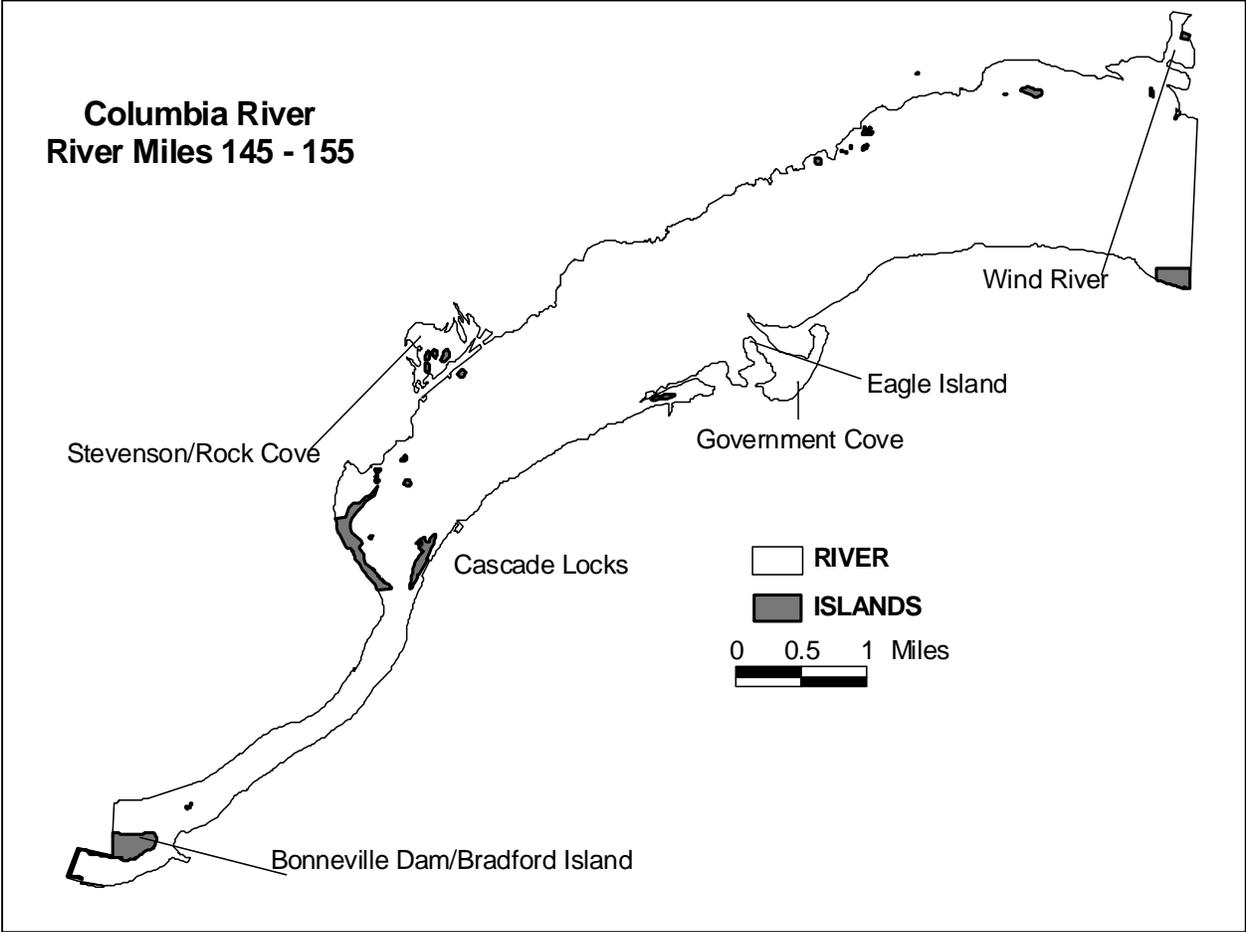 Columbia River
River Miles 145 - 155
Wind River
Eagle Island
Government Cove
Stevenson/Rock Cove
Cascade Locks
RIVER
ISLANDS
0 0.5 1 Miles
Bonneville Dam/Bradford Island